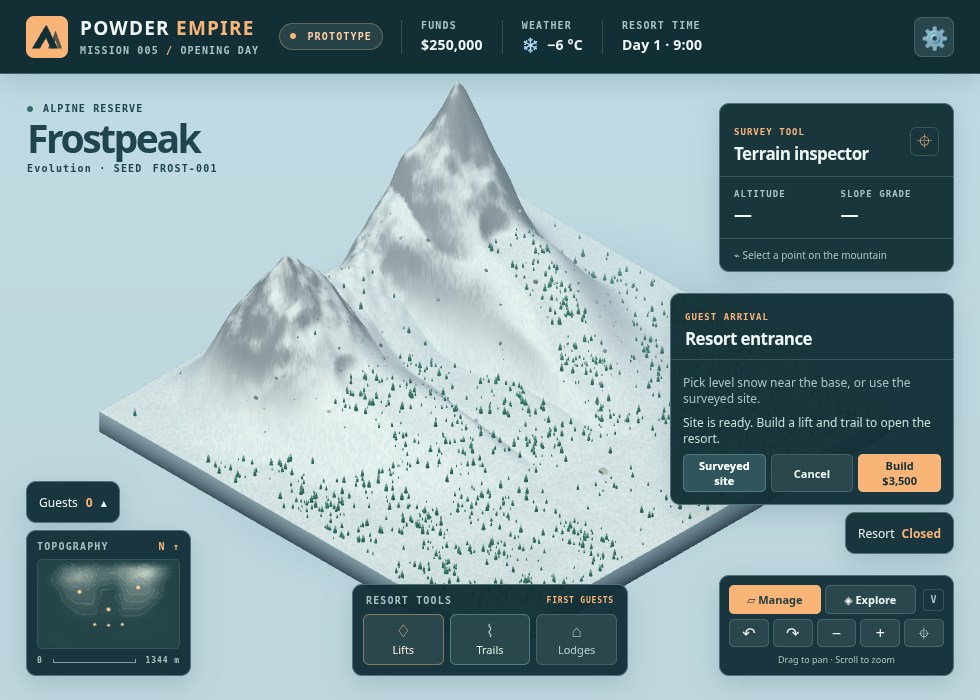 POWDER EMPIRE
MISSION 005 / OPENING DAY
PROTOTYPE
FUNDS
$250,000
WEATHER
−6 °C
RESORT TIME
Day 1 · 9:00
ALPINE RESERVE
Frostpeak
Evolution · SEED FROST-001
SURVEY TOOL
Terrain inspector
ALTITUDE
—
SLOPE GRADE
—
⌁ Select a point on the mountain
GUEST ARRIVAL
Resort entrance
Pick level snow near the base, or use the
surveyed site.
Site is ready. Build a lift and trail to open the
resort.
Surveyed
site
Cancel
Build
$3,500
Resort Closed
Guests 0 ▲
TOPOGRAPHY
N ↑
0
1344 m
RESORT TOOLS
FIRST GUESTS
Lifts
Trails
Lodges
Manage
Explore
V
Drag to pan · Scroll to zoom